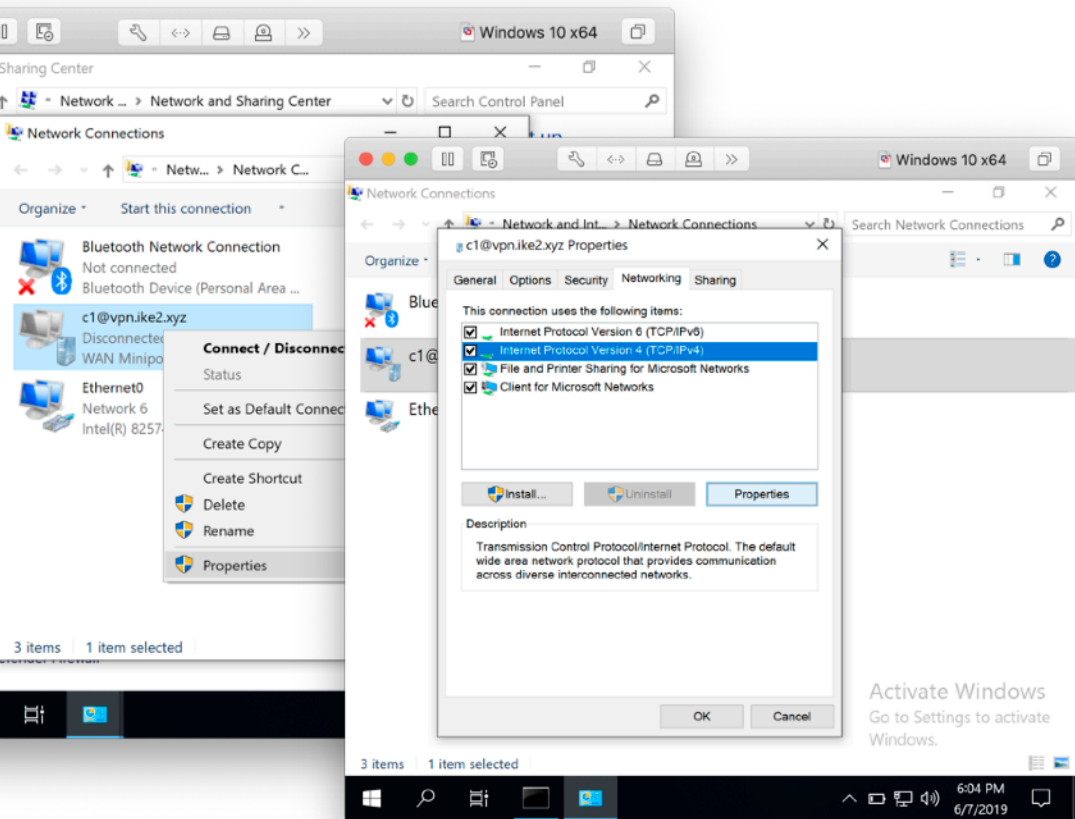 Windows 10 x64
Sharing Center
Network ... > Network and Sharing Center
Search Control Panel
Network Connections
Netw... > Network C...
Organize
Start this connection
Bluetooth Network Connection
Not connected
Bluetooth Device (Personal Area ...
c1@vpn.ike2.xyz
Disconnected
WAN Minipo
Ethernet0
Network 6
Intel(R) 8257
Connect / Disconnec
Status
Set as Default Connec
Create Copy
Create Shortcut
Delete
Rename
Properties
3 items
1 item selected
Windows 10 x64
Network Connections
Network and Int... > Network Connections
Search Network Connections
Organize
Blue
c1@
Ethe
c1@vpn.ike2.xyz Properties
General
Options
Security
Networking
Sharing
This connection uses the following items:
Internet Protocol Version 6 (TCP/IPv6)
Internet Protocol Version 4 (TCP/IPv4)
File and Printer Sharing for Microsoft Networks
Client for Microsoft Networks
Install...
Uninstall
Properties
Description
Transmission Control Protocol/Internet Protocol. The default
wide area network protocol that provides communication
across diverse interconnected networks.
OK
Cancel
Activate Windows
Go to Settings to activate
Windows.
3 items
1 item selected
6:04 PM
6/7/2019